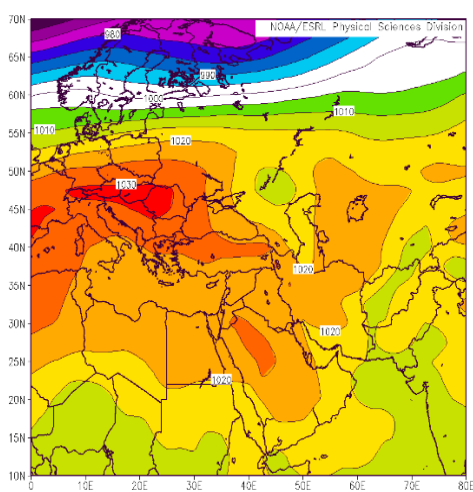 NOAA/ESRL Physical Sciences Division
70N
65N
60N
55N
50N
45N
40N
35N
30N
25N
20N
15N
10N
980
990
1000
1010
1010
1020
1030
1020
1020
1020
0
10E
20E
30E
40E
50E
60E
70E
80E